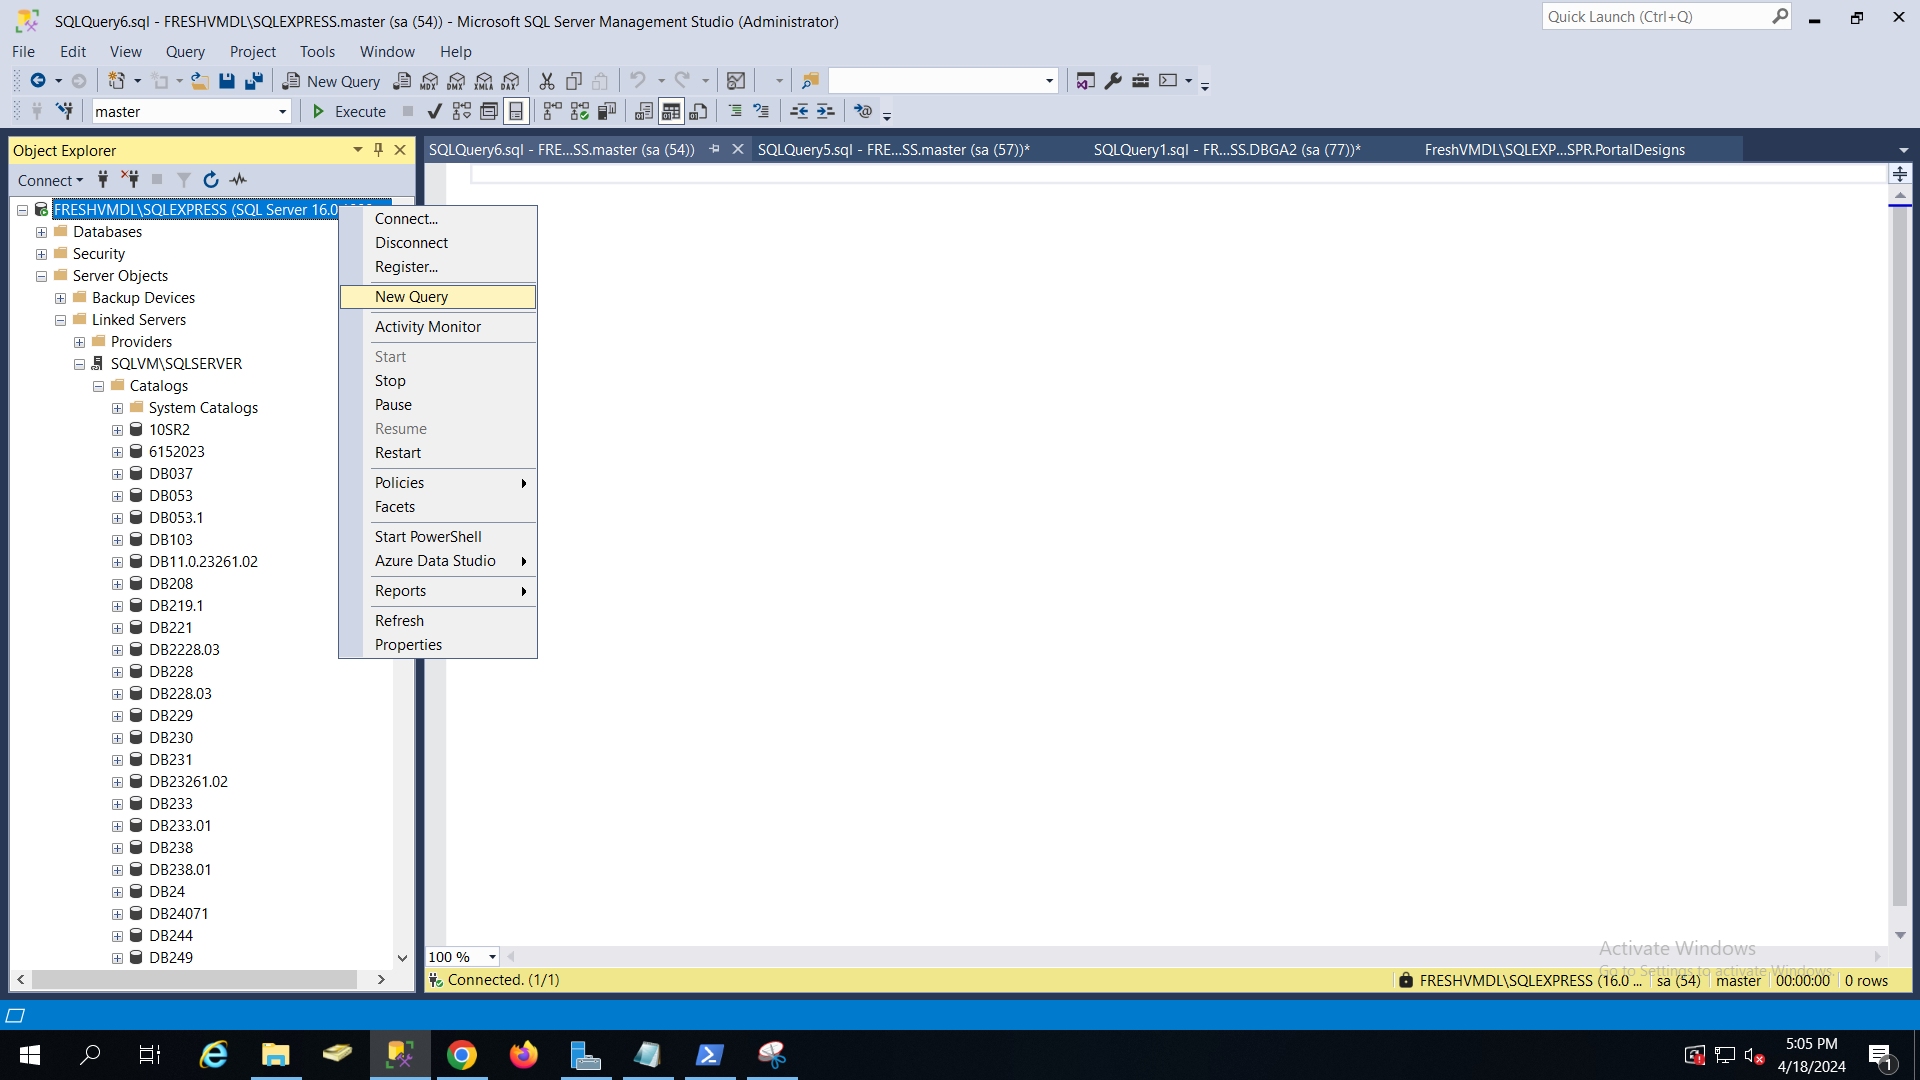 SQLQuery6.sql - FRESHVMDL\SQLEXPRESS.master (sa (54)) - Microsoft SQL Server Management Studio (Administrator)
Quick Launch (Ctrl+Q)
File Edit View Query Project Tools Window Help
New Query
MDX DMX XMLA DAX
master
Execute
Object Explorer
SQLQuery6.sql - FRE...SS.master (sa (54))
SQLQuery5.sql - FRE...SS.master (sa (57))*
SQLQuery1.sql - FR...SS.DBGA2 (sa (77))*
FreshVMDL\SQLEXP...SPR.PortalDesigns
Connect
FRESHVMDL\SQLEXPRESS (SQL Server 16.0
Databases
Security
Server Objects
Backup Devices
Linked Servers
Providers
SQLVM\SQLSERVER
Catalogs
System Catalogs
10SR2
6152023
DB037
DB053
DB053.1
DB103
DB11.0.23261.02
DB208
DB219.1
DB221
DB2228.03
DB228
DB228.03
DB229
DB230
DB231
DB23261.02
DB233
DB233.01
DB238
DB238.01
DB24
DB24071
DB244
DB249
Connect...
Disconnect
Register...
New Query
Activity Monitor
Start
Stop
Pause
Resume
Restart
Policies
Facets
Start PowerShell
Azure Data Studio
Reports
Refresh
Properties
100 %
Activate Windows
Go to Settings to activate Windows.
Connected. (1/1)
FRESHVMDL\SQLEXPRESS (16.0 ... sa (54) master 00:00:00 0 rows
5:05 PM
4/18/2024
1